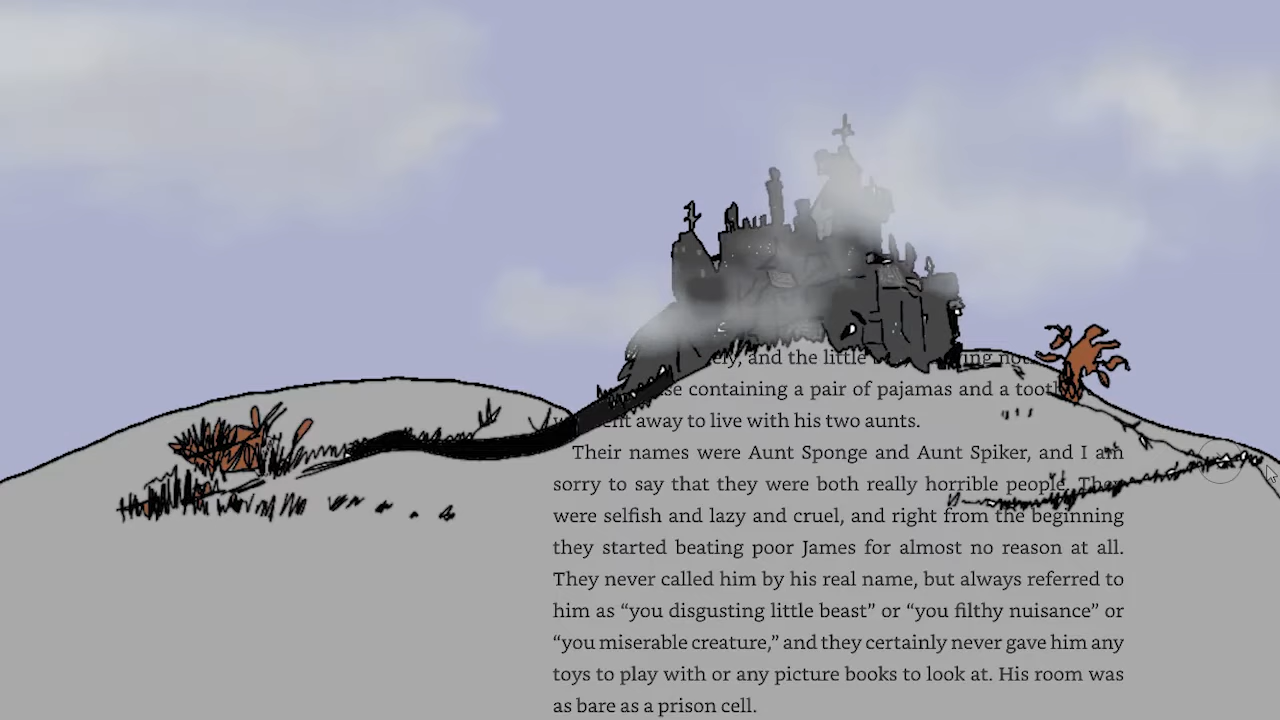 and the little
containing a pair of pajamas and a
away to live with his two aunts.
Their names were Aunt Sponge and Aunt Spiker, and I am
sorry to say that they were both really horrible people. They
were selfish and lazy and cruel, and right from the beginning
they started beating poor James for almost no reason at all.
They never called him by his real name, but always referred to
him as “you disgusting little beast” or “you filthy nuisance” or
“you miserable creature,” and they certainly never gave him any
toys to play with or any picture books to look at. His room was
as bare as a prison cell.